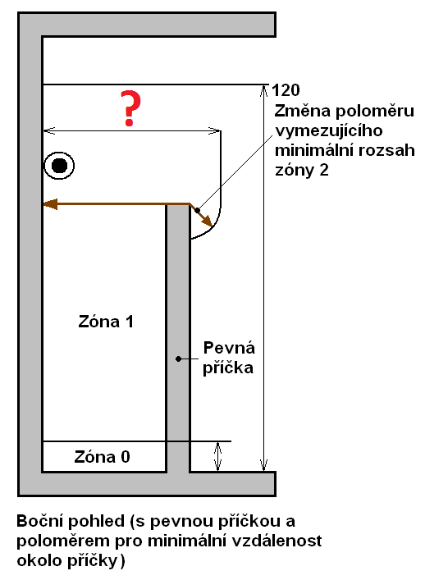 ?
120
Změna poloměru
vymezujícího
minimální rozsah
zóny 2
Zóna 1
Pevná
příčka
Zóna 0
Boční pohled (s pevnou příčkou a
poloměrem pro minimální vzdálenost
okolo příčky)